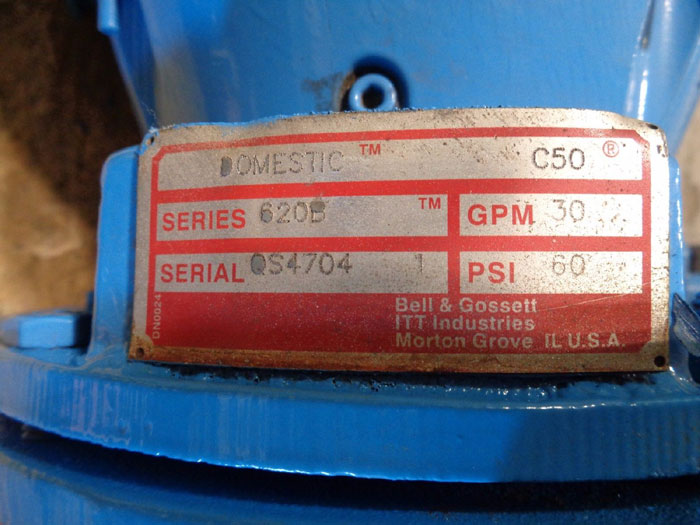 DOMESTIC ™ C50 ®
SERIES 620B ™ GPM 30
SERIAL QS4704 1 PSI 60
Bell & Gossett
ITT Industries
Morton Grove IL U.S.A.
DN0024